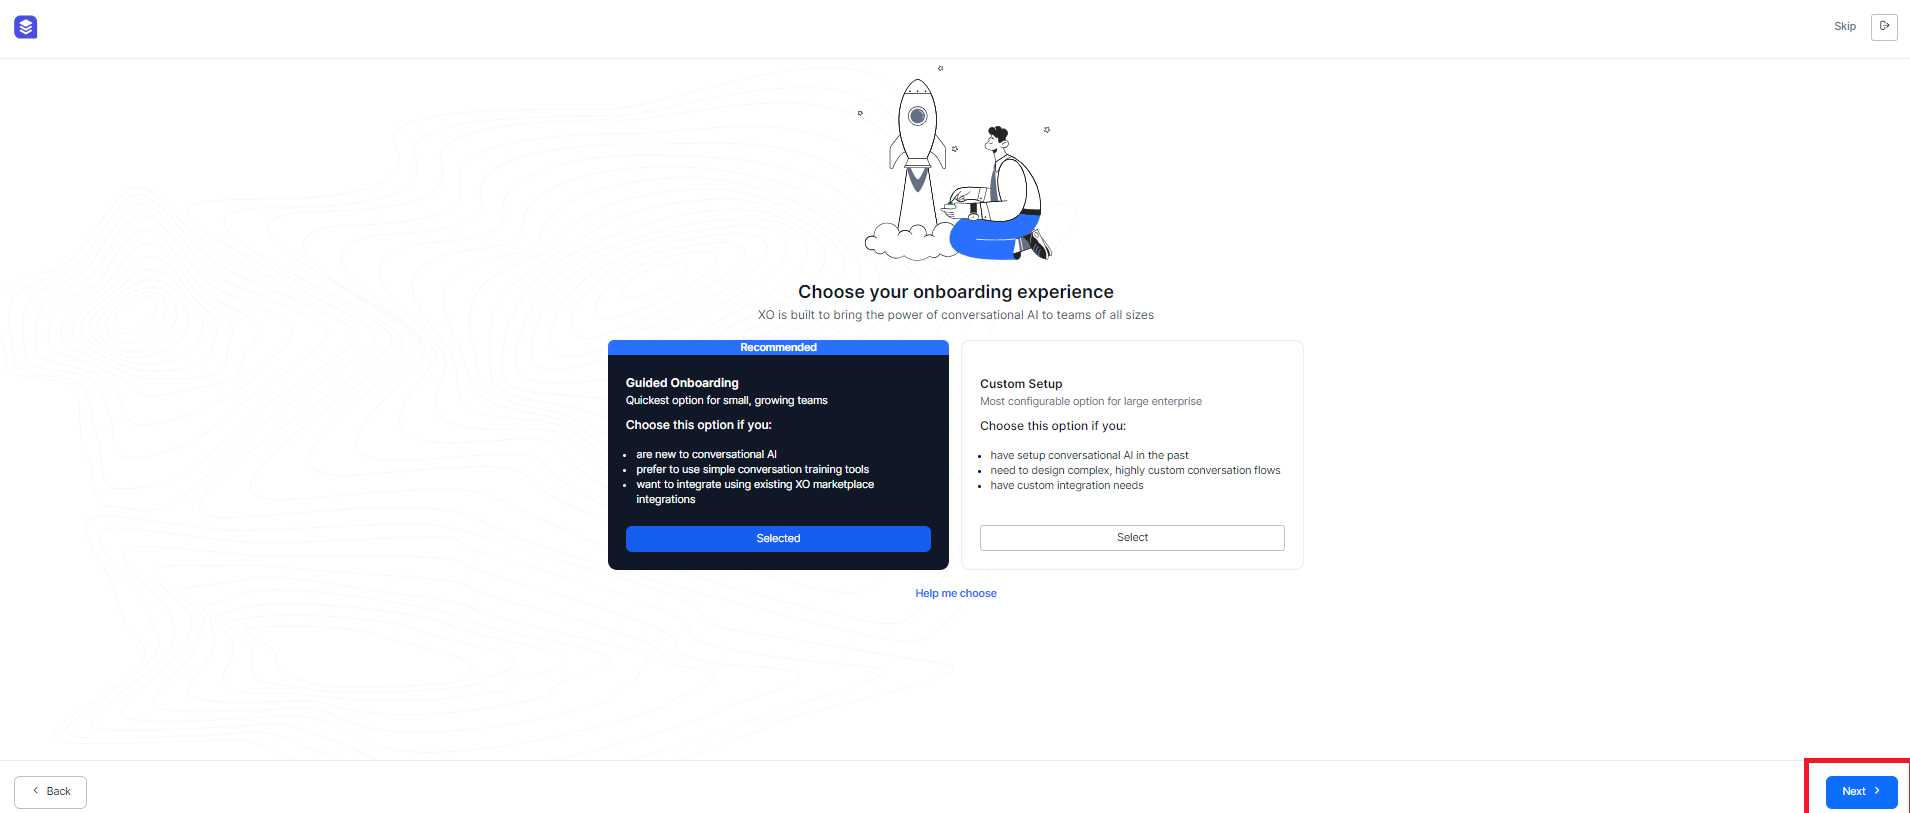 Skip
Choose your onboarding experience
XO is built to bring the power of conversational AI to teams of all sizes
Recommended
Guided Onboarding
Quickest option for small, growing teams
Choose this option if you:
are new to conversational AI
prefer to use simple conversation training tools
want to integrate using existing XO marketplace
integrations
Selected
Custom Setup
Most configurable option for large enterprise
Choose this option if you:
have setup conversational AI in the past
need to design complex, highly custom conversation flows
have custom integration needs
Select
Help me choose
Back
Next